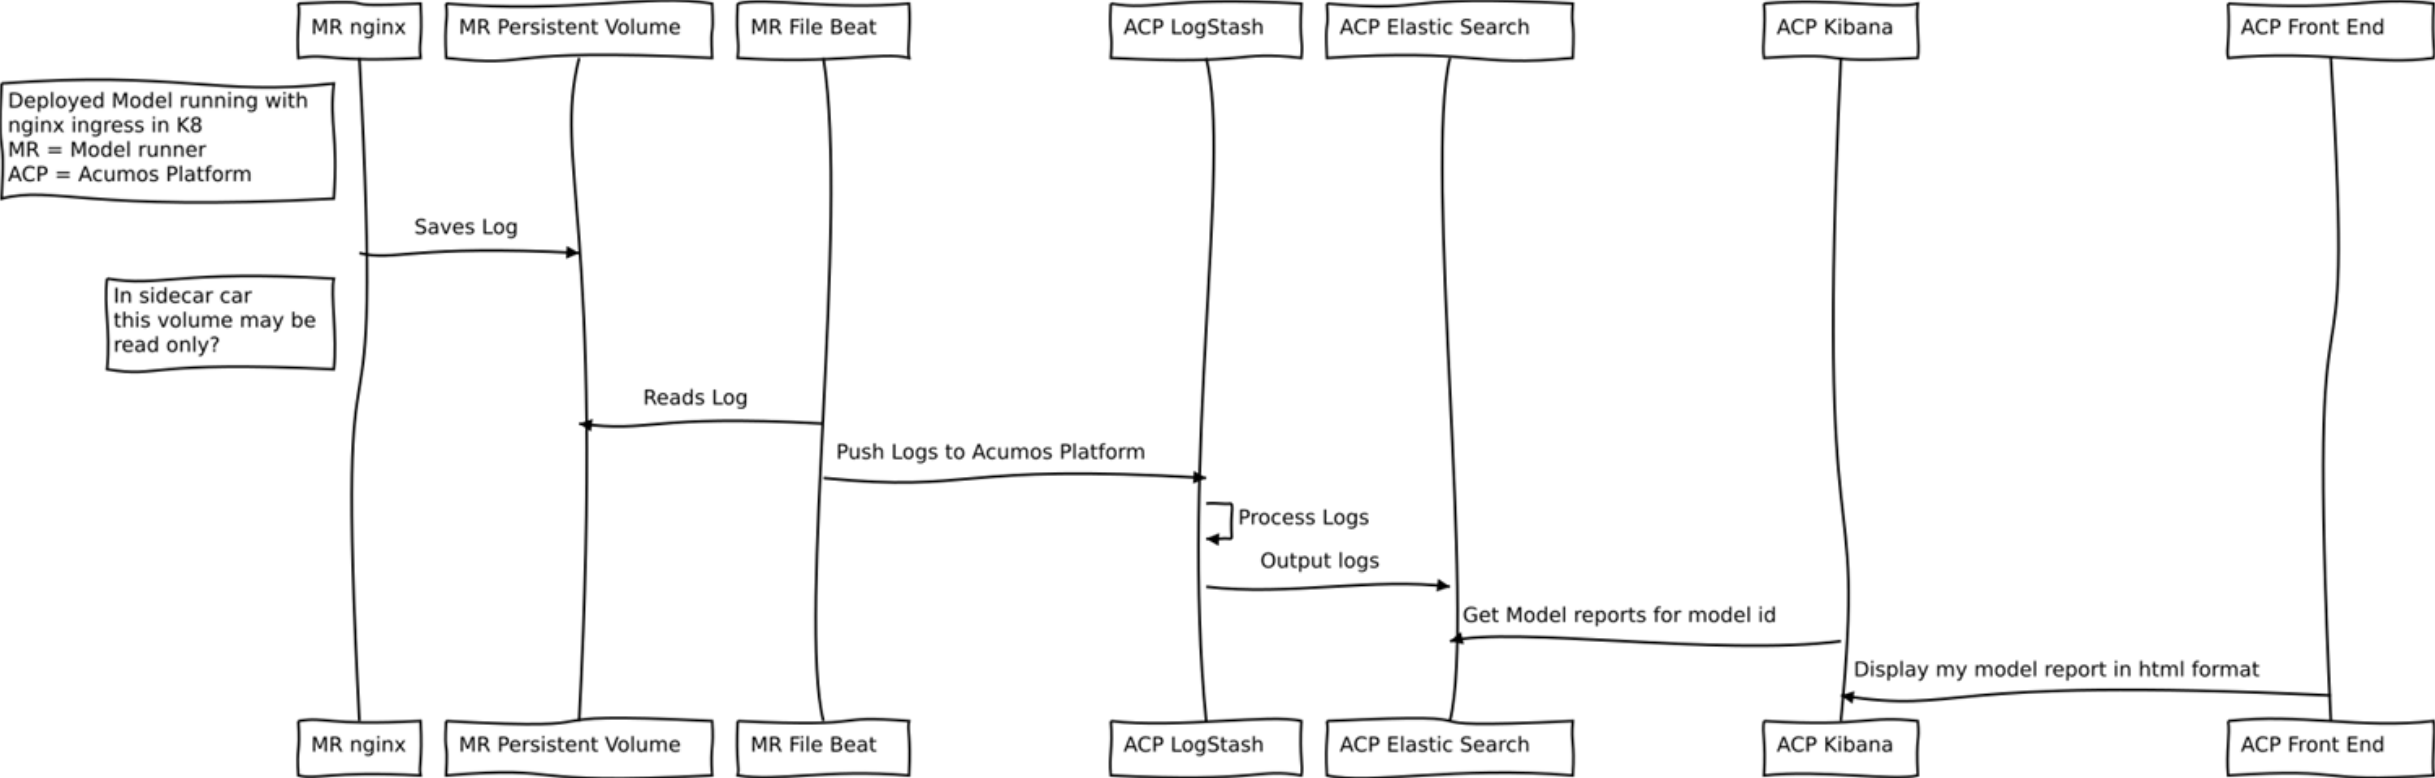 MR nginx
MR Persistent Volume
MR File Beat
ACP LogStash
ACP Elastic Search
ACP Kibana
ACP Front End
Deployed Model running with
nginx ingress in K8
MR = Model runner
ACP = Acumos Platform
Saves Log
In sidecar car
this volume may be
read only?
Reads Log
Push Logs to Acumos Platform
Process Logs
Output logs
Get Model reports for model id
Display my model report in html format
MR nginx
MR Persistent Volume
MR File Beat
ACP LogStash
ACP Elastic Search
ACP Kibana
ACP Front End